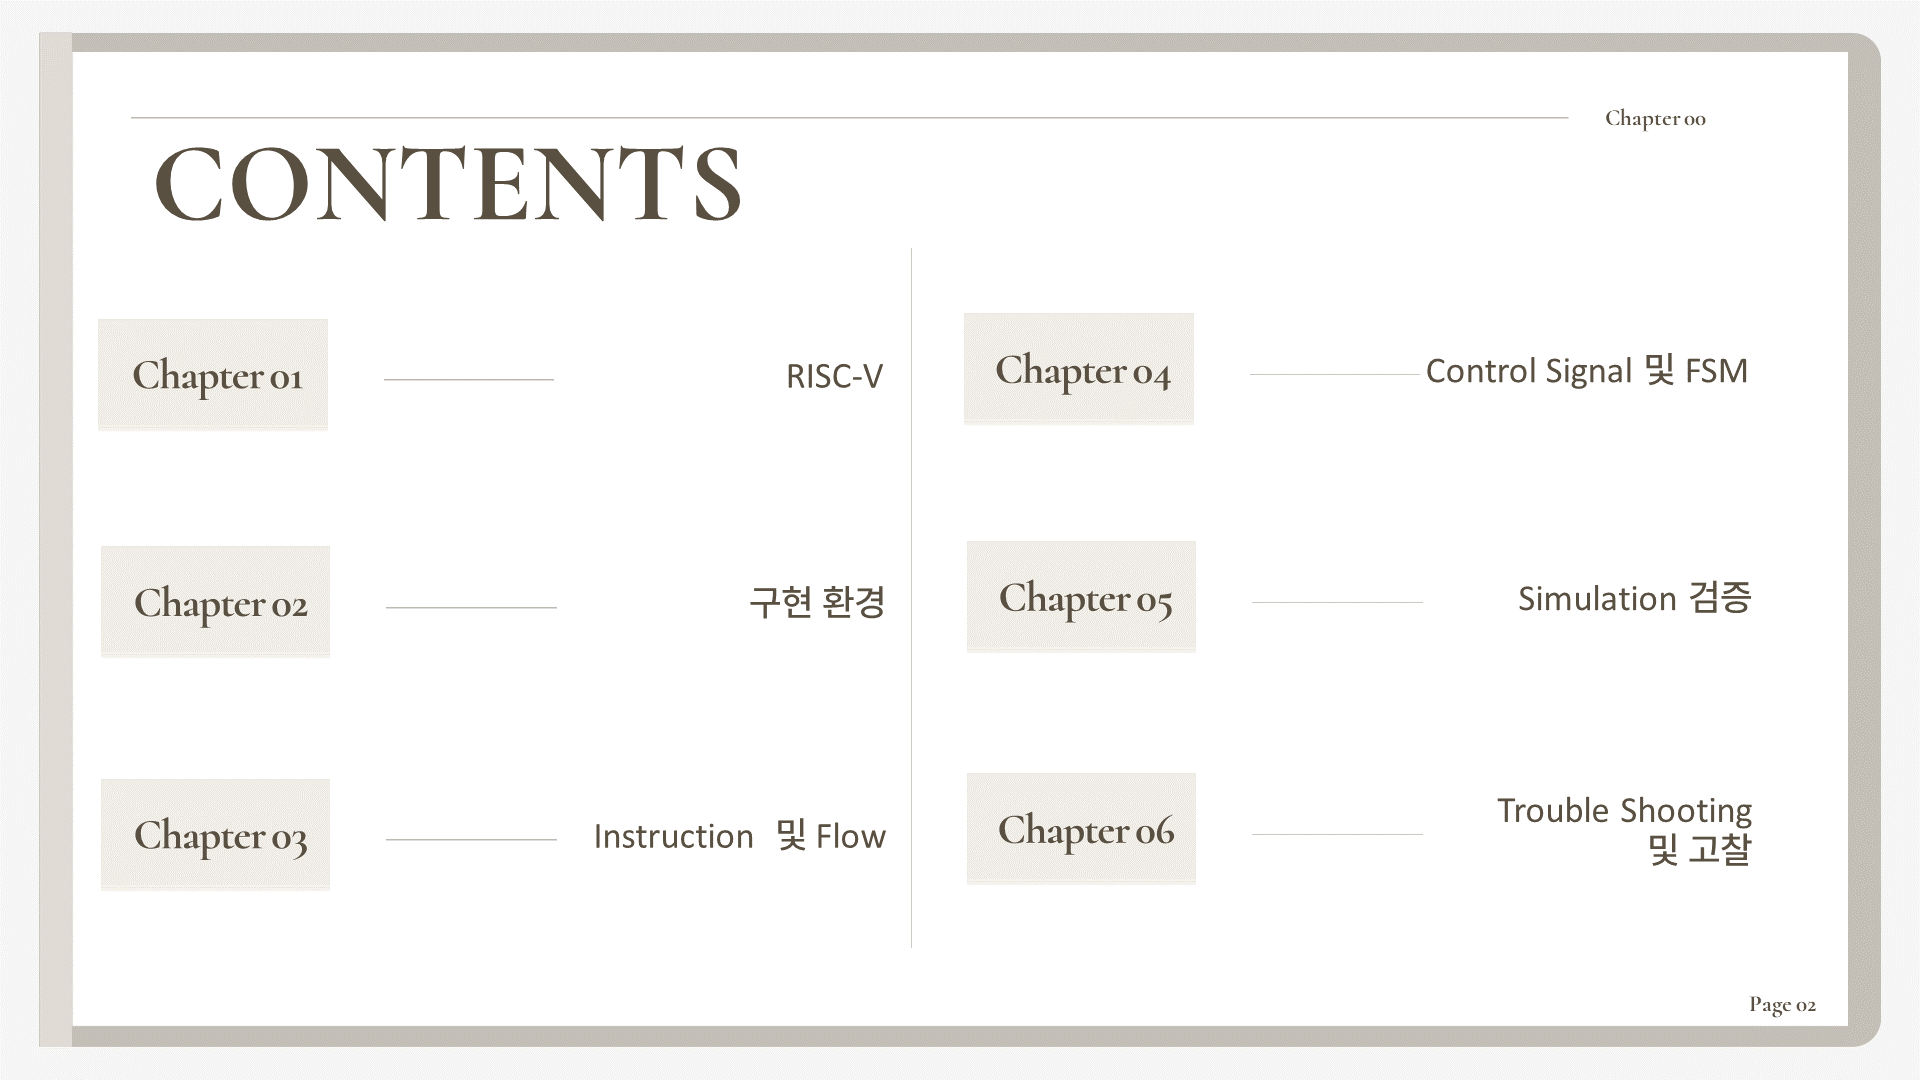 Chapter 00
CONTENTS
Chapter 01
RISC-V
Chapter 02
구현 환경
Chapter 03
Instruction 및 Flow
Chapter 04
Control Signal 및 FSM
Chapter 05
Simulation 검증
Chapter 06
Trouble Shooting
및 고찰
Page 02